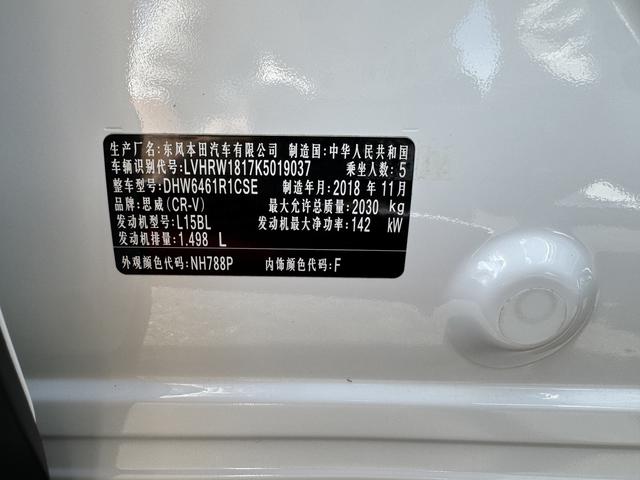 生产厂名:东风本田汽车有限公司 制造国:中华人民共和国
车辆识别代号:LVHRW1817K5019037 乘坐人数:5
整车型号:DHW6461R1CSE 制造年月:2018 年 11月
品牌:思威(CR-V) 最大允许总质量:2030 kg
发动机型号:L15BL 发动机最大净功率:142 kW
发动机排量:1.498 L
外观颜色代码:NH788P 内饰颜色代码:F